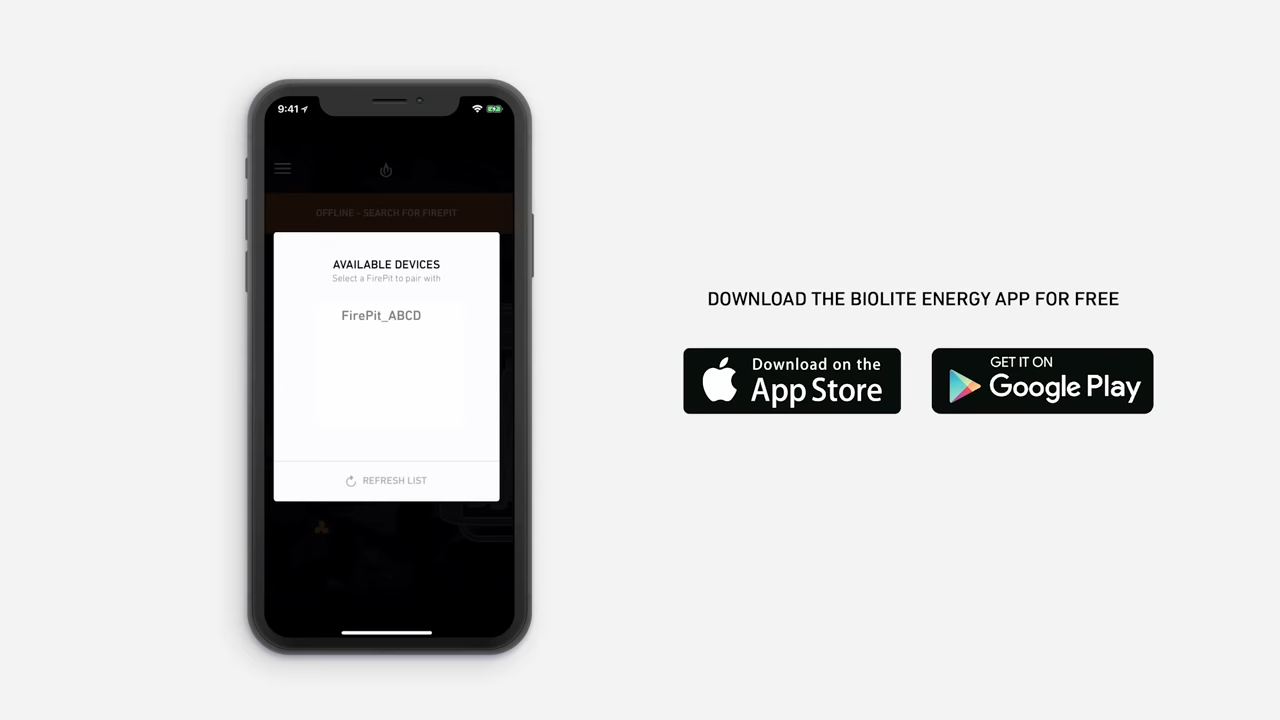 9:41
OFFLINE - SEARCH FOR FIREPIT
AVAILABLE DEVICES
Select a FirePit to pair with
FirePit_ABCD
REFRESH LIST
DOWNLOAD THE BIOLITE ENERGY APP FOR FREE
Download on the
App Store
GET IT ON
Google Play